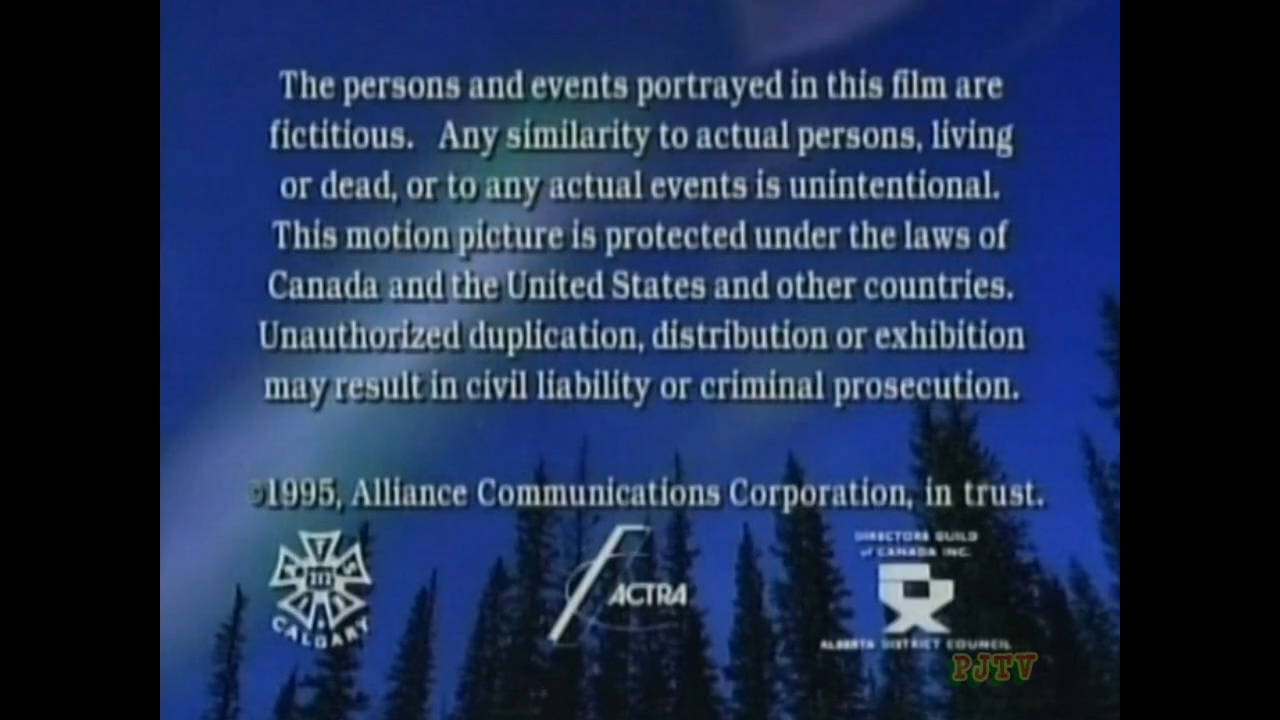 The persons and events portrayed in this film are
fictitious. Any similarity to actual persons, living
or dead, or to any actual events is unintentional.
This motion picture is protected under the laws of
Canada and the United States and other countries.
Unauthorized duplication, distribution or exhibition
may result in civil liability or criminal prosecution.
©1995, Alliance Communications Corporation, in trust.
CALGARY
ACTRA
DIRECTORS GUILD
of CANADA INC.
ALBERTA DISTRICT COUNCIL
PJTV